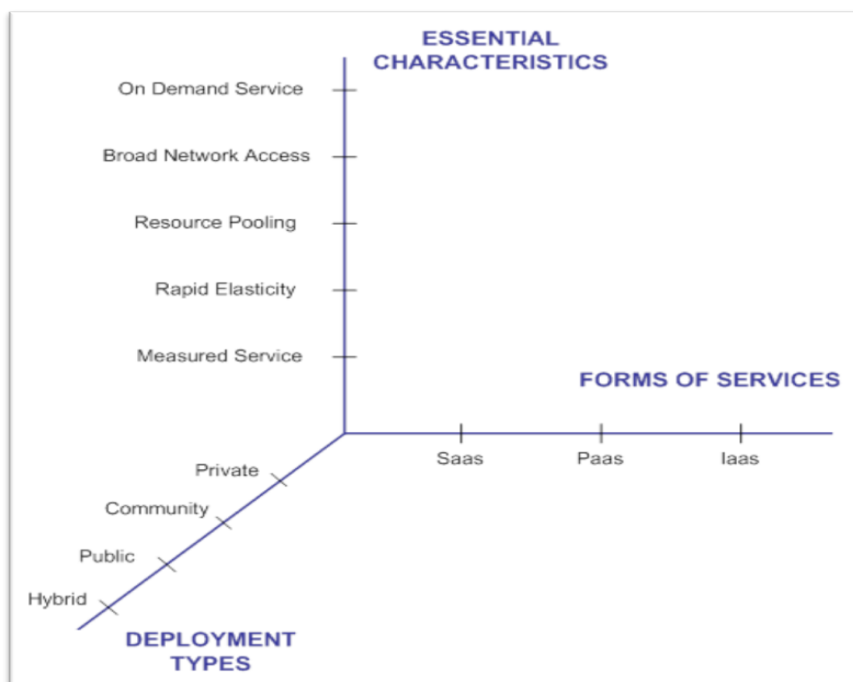 ESSENTIAL
CHARACTERISTICS
On Demand Service
Broad Network Access
Resource Pooling
Rapid Elasticity
Measured Service
FORMS OF SERVICES
Saas
Paas
Iaas
Private
Community
Public
Hybrid
DEPLOYMENT
TYPES